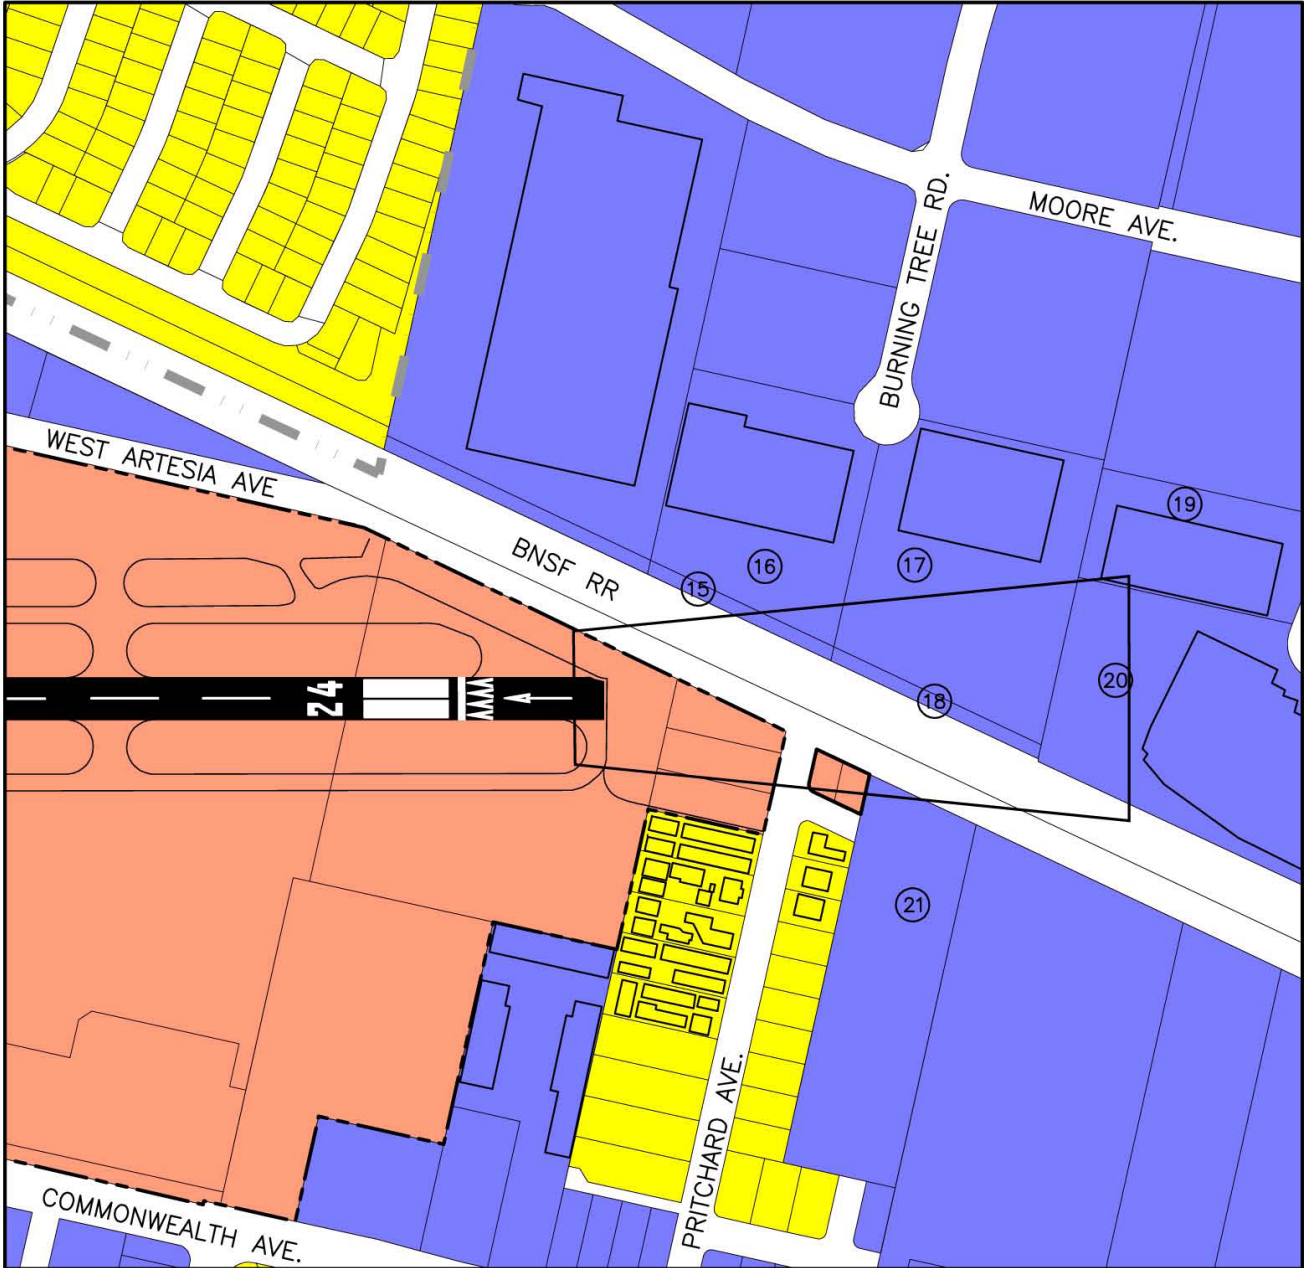 MOORE AVE.
BURNING TREE RD.
WEST ARTESIA AVE
BNSF RR
19
16
17
15
20
18
24
21
PRITCHARD AVE.
COMMONWEALTH AVE.